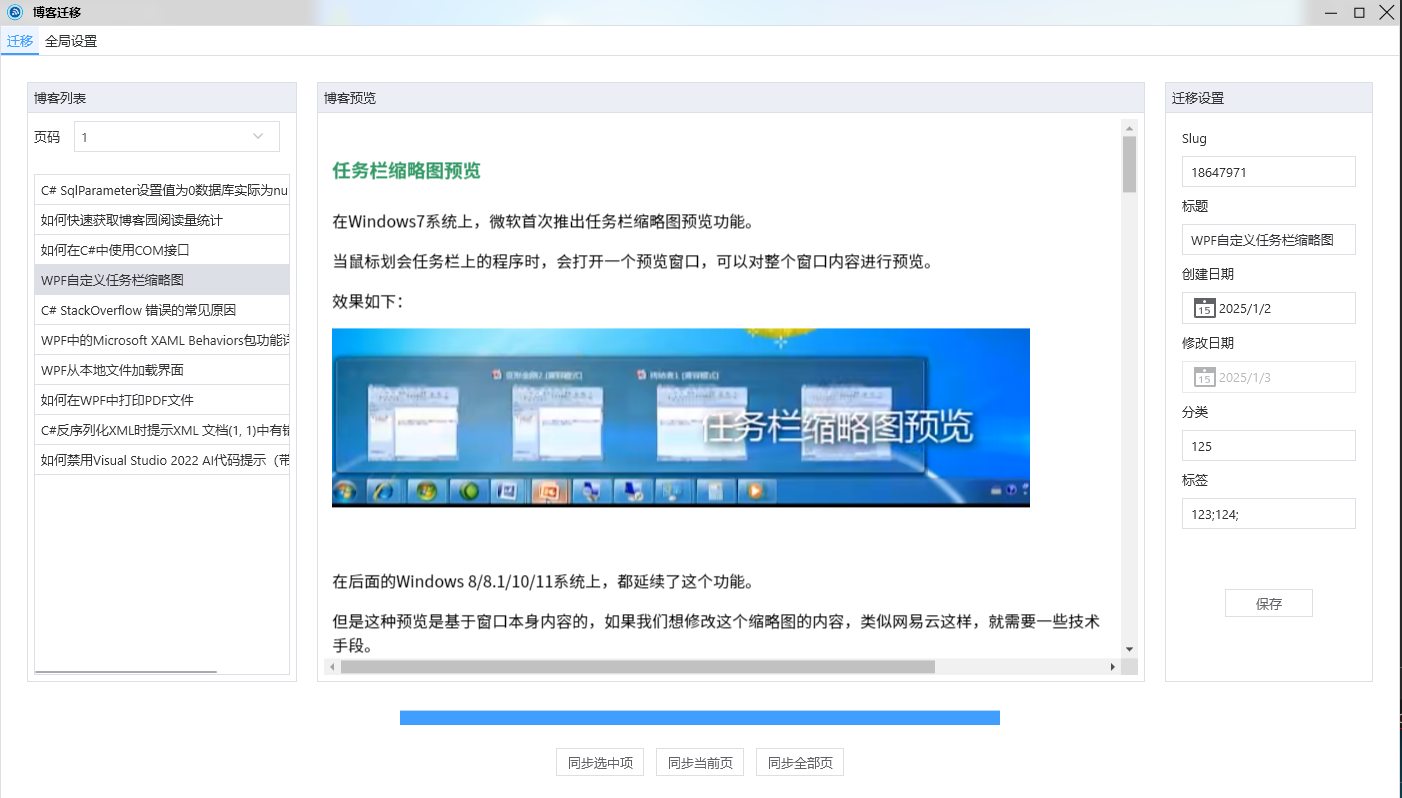 博客迁移
迁移 全局设置
博客列表
页码 1
C# SqlParameter设置值为0数据库实际为nu
如何快速获取博客园阅读量统计
如何在C#中使用COM接口
WPF自定义任务栏缩略图
C# StackOverflow 错误的常见原因
WPF中的Microsoft XAML Behaviors包功能详
WPF从本地文件加载界面
如何在WPF中打印PDF文件
C#反序列化XML时提示XML 文档(1, 1)中有错
如何禁用Visual Studio 2022 AI代码提示（带
博客预览
任务栏缩略图预览
在Windows7系统上，微软首次推出任务栏缩略图预览功能。
当鼠标划会任务栏上的程序时，会打开一个预览窗口，可以对整个窗口内容进行预览。
效果如下：
任务栏缩略图预览
在后面的Windows 8/8.1/10/11系统上，都延续了这个功能。
但是这种预览是基于窗口本身内容的，如果我们想修改这个缩略图的内容，类似网易云这样，就需要一些技术
手段。
迁移设置
Slug
18647971
标题
WPF自定义任务栏缩略图
创建日期
15 2025/1/2
修改日期
15 2025/1/3
分类
125
标签
123;124;
保存
同步选中项 同步当前页 同步全部页